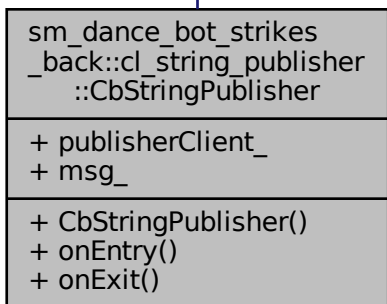 sm_dance_bot_strikes
_back::cl_string_publisher
::CbStringPublisher
+ publisherClient_
+ msg_
+ CbStringPublisher()
+ onEntry()
+ onExit()